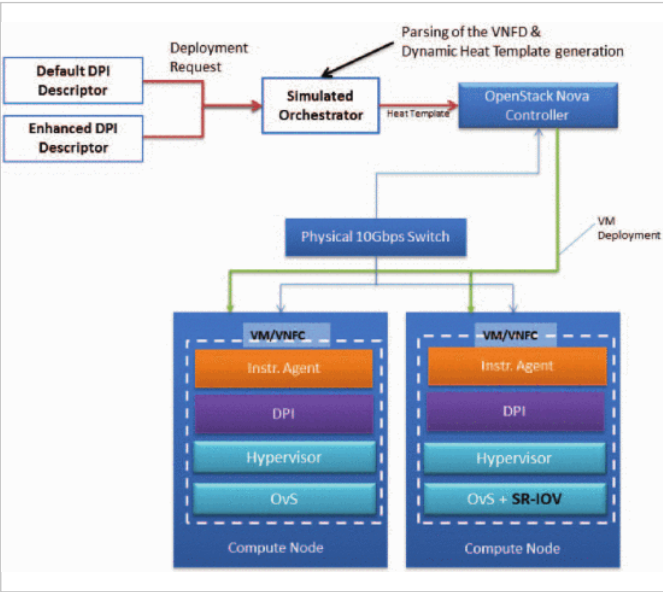 Parsing of the VNFD &
Dynamic Heat Template generation
Deployment
Request
Default DPI
Descriptor
Enhanced DPI
Descriptor
Simulated
Orchestrator
Heat Template
OpenStack Nova
Controller
Physical 10Gbps Switch
VM
Deployment
VM/VNFC
Instr. Agent
DPI
Hypervisor
OvS
Compute Node
VM/VNFC
Instr. Agent
DPI
Hypervisor
OvS + SR-IOV
Compute Node